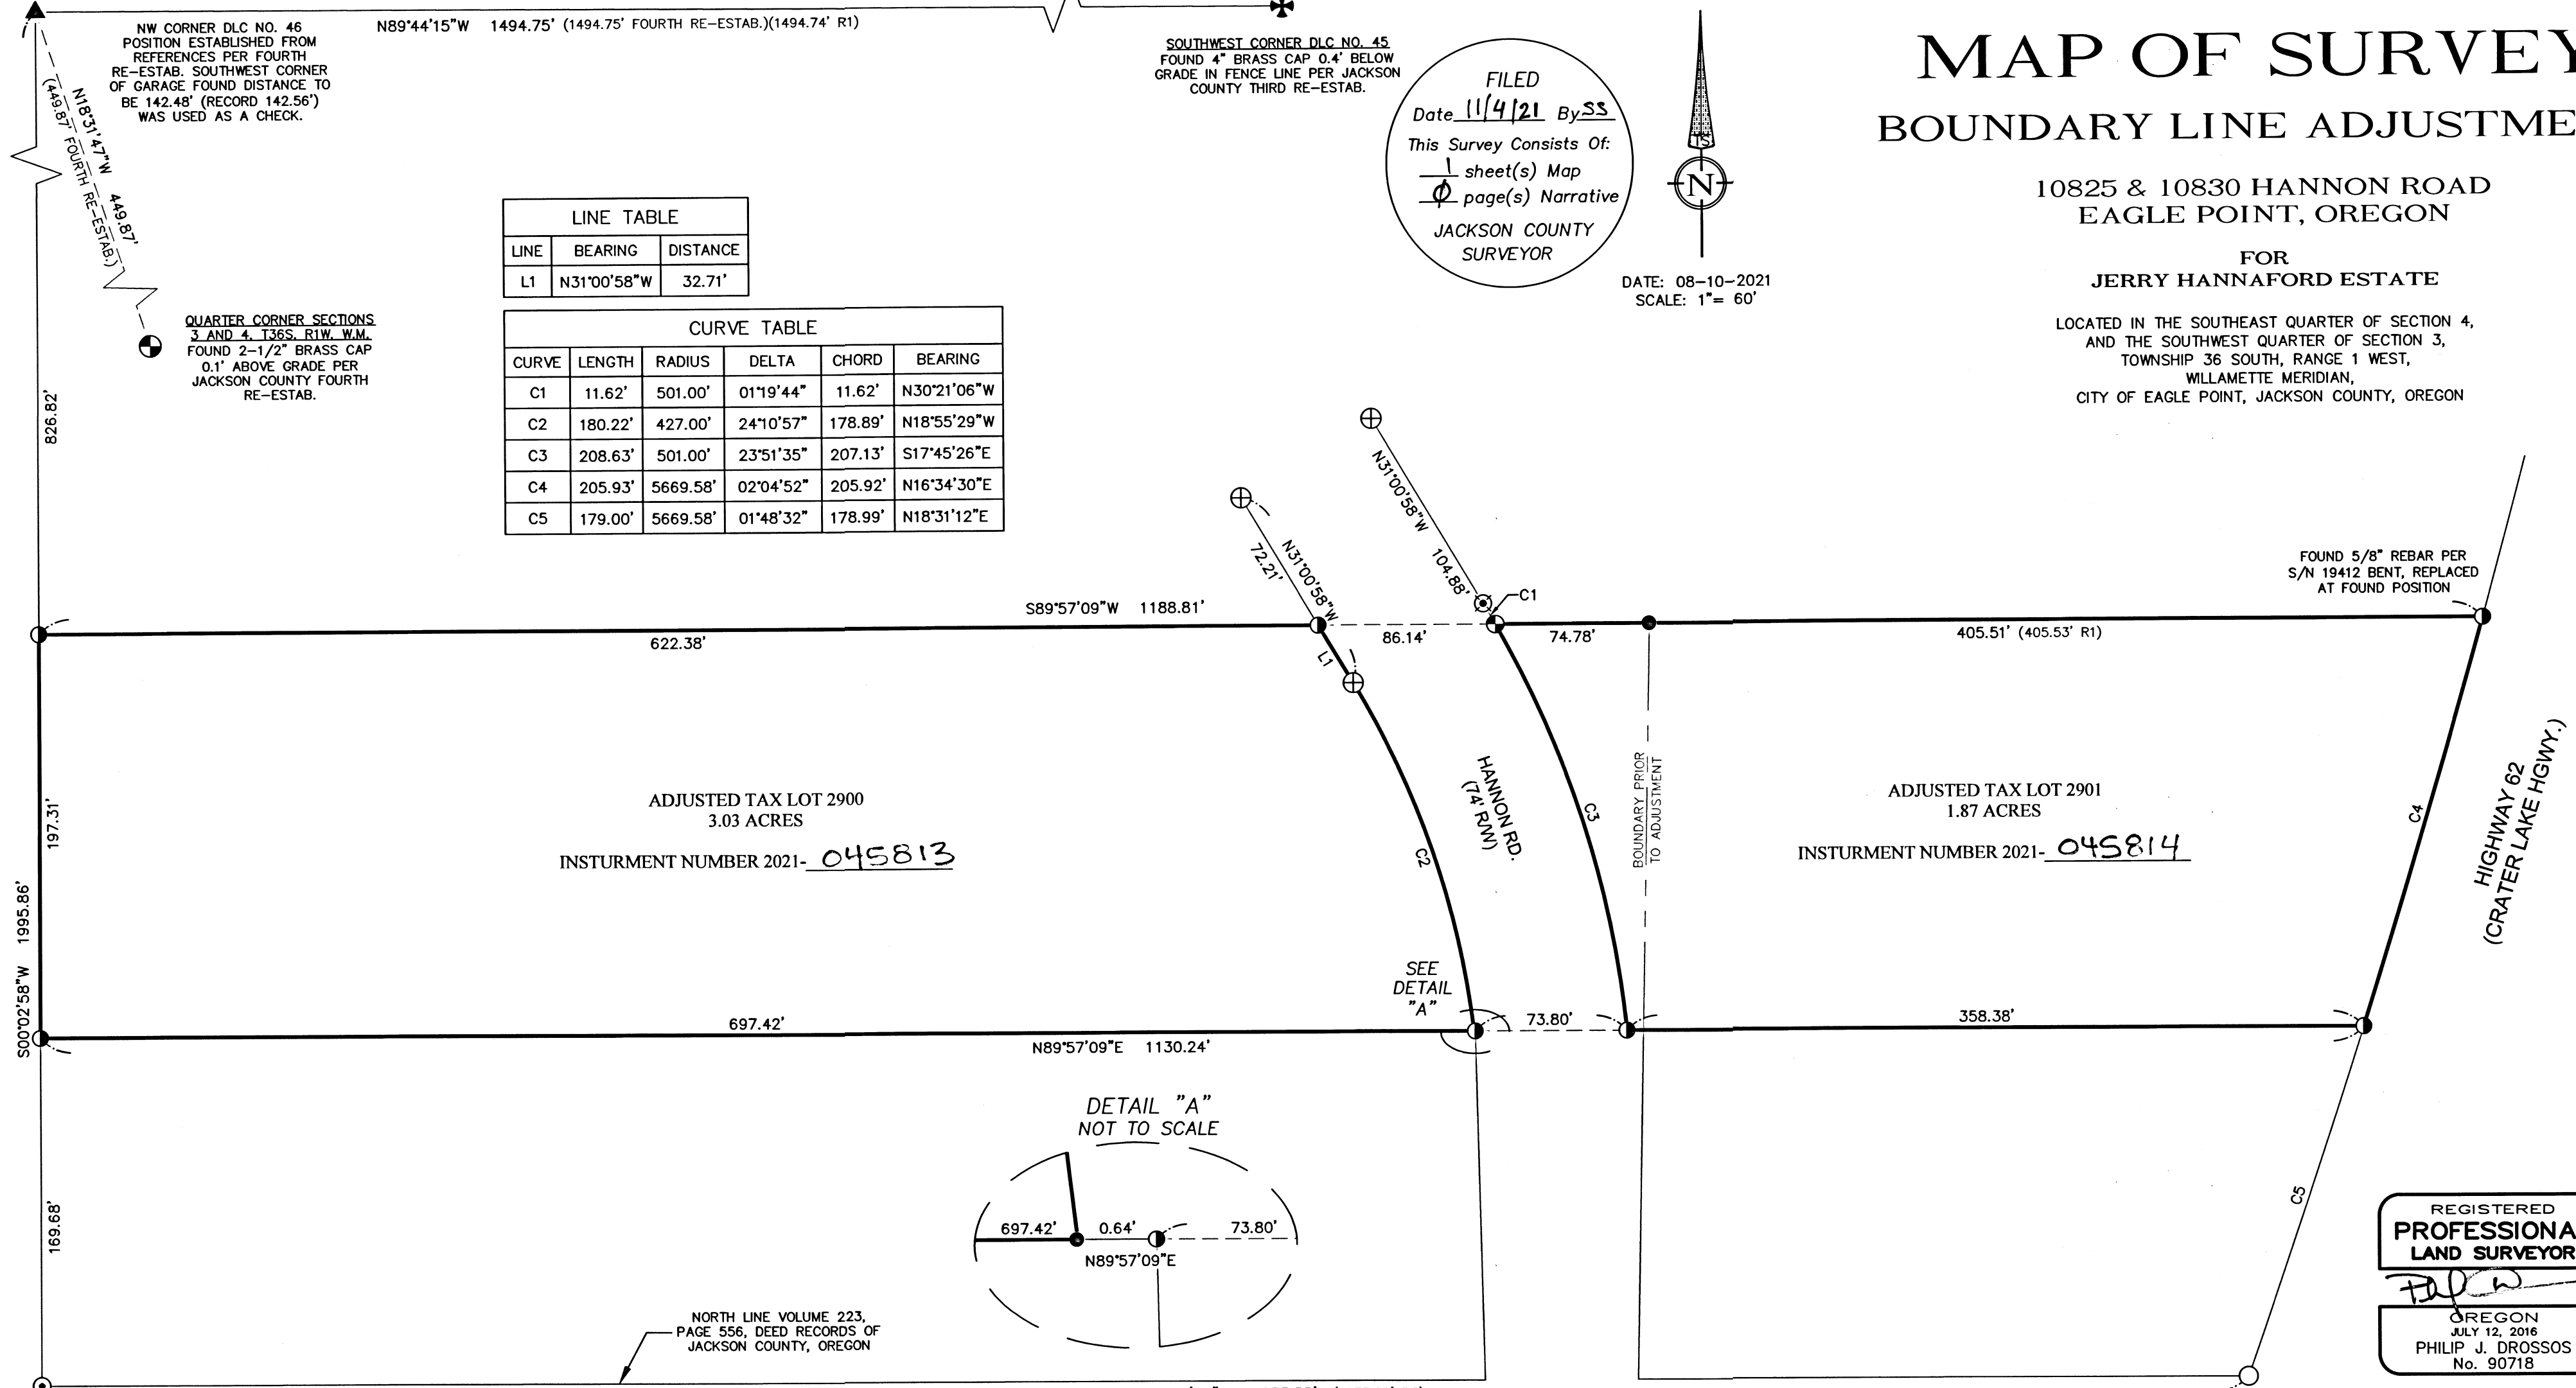 MAP OF SURVEY
BOUNDARY LINE ADJUSTME
10825 & 10830 HANNON ROAD
EAGLE POINT, OREGON
FOR
JERRY HANNAFORD ESTATE
LOCATED IN THE SOUTHEAST QUARTER OF SECTION 4,
AND THE SOUTHWEST QUARTER OF SECTION 3,
TOWNSHIP 36 SOUTH, RANGE 1 WEST,
WILLAMETTE MERIDIAN,
CITY OF EAGLE POINT, JACKSON COUNTY, OREGON
N89°44'15"W 1494.75' (1494.75' FOURTH RE-ESTAB.)(1494.74' R1)
NW CORNER DLC NO. 46
POSITION ESTABLISHED FROM
REFERENCES PER FOURTH
RE-ESTAB. SOUTHWEST CORNER
OF GARAGE FOUND DISTANCE TO
BE 142.48' (RECORD 142.56')
WAS USED AS A CHECK.
N18°31'47"W 449.87'
(449.87' FOURTH RE-ESTAB.)
SOUTHWEST CORNER DLC NO. 45
FOUND 4" BRASS CAP 0.4' BELOW
GRADE IN FENCE LINE PER JACKSON
COUNTY THIRD RE-ESTAB.
FILED
Date 11/4/21 By SS
This Survey Consists Of:
1 sheet(s) Map
0 page(s) Narrative
JACKSON COUNTY
SURVEYOR
TS
N
DATE: 08-10-2021
SCALE: 1"= 60'
QUARTER CORNER SECTIONS
3 AND 4, T36S, R1W, W.M.
FOUND 2-1/2" BRASS CAP
0.1' ABOVE GRADE PER
JACKSON COUNTY FOURTH
RE-ESTAB.
LINE TABLE
LINE BEARING DISTANCE
L1 N31°00'58"W 32.71'
CURVE TABLE
CURVE LENGTH RADIUS DELTA CHORD BEARING
C1 11.62' 501.00' 01°19'44" 11.62' N30°21'06"W
C2 180.22' 427.00' 24°10'57" 178.89' N18°55'29"W
C3 208.63' 501.00' 23°51'35" 207.13' S17°45'26"E
C4 205.93' 5669.58' 02°04'52" 205.92' N16°34'30"E
C5 179.00' 5669.58' 01°48'32" 178.99' N18°31'12"E
826.82'
N31°00'58"W 104.88'
N31°00'58"W
72.21'
C1
FOUND 5/8" REBAR PER
S/N 19412 BENT, REPLACED
AT FOUND POSITION
S89°57'09"W 1188.81'
622.38'
86.14'
74.78'
405.51' (405.53' R1)
L1
197.31'
ADJUSTED TAX LOT 2900
3.03 ACRES
INSTURMENT NUMBER 2021- 045813
C2
HANNON RD.
(74' R/W)
C3
BOUNDARY PRIOR
TO ADJUSTMENT
ADJUSTED TAX LOT 2901
1.87 ACRES
INSTURMENT NUMBER 2021- 045814
C4
HIGHWAY 62
(CRATER LAKE HGWY.)
S00°02'58"W 1995.86'
SEE
DETAIL
"A"
697.42'
73.80'
358.38'
N89°57'09"E 1130.24'
DETAIL "A"
NOT TO SCALE
697.42' 0.64' 73.80'
N89°57'09"E
169.68'
C5
NORTH LINE VOLUME 223,
PAGE 556, DEED RECORDS OF
JACKSON COUNTY, OREGON
REGISTERED
PROFESSIONA
LAND SURVEYOR
OREGON
JULY 12, 2016
PHILIP J. DROSSOS
No. 90718